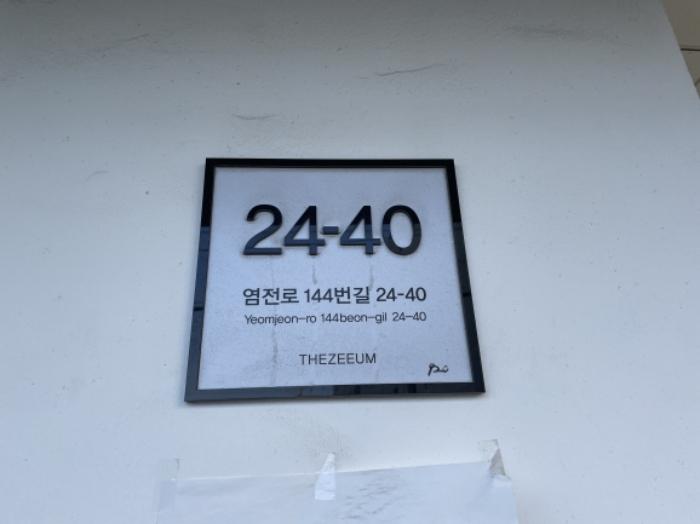 24-40
염전로 144번길 24-40
Yeomjeon-ro 144beon-gil 24-40
THEZEEUM